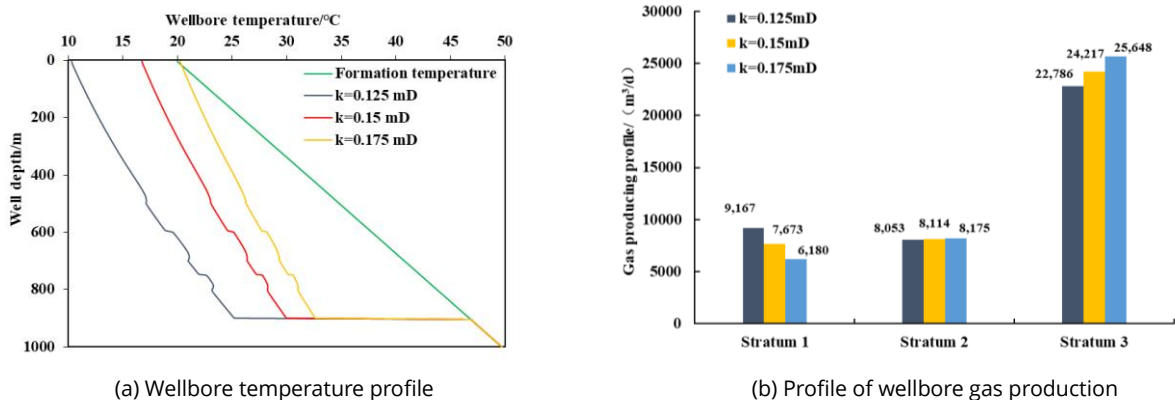 Wellbore temperature/°C
10 15 20 25 30 35 40 45 50
0
200
400
600
800
1000
Well depth/m
Formation temperature
k=0.125 mD
k=0.15 mD
k=0.175 mD
(a) Wellbore temperature profile
30000
25000
20000
15000
10000
5000
0
Gas producing profile/（m³/d）
k=0.125mD
k=0.15mD
k=0.175mD
9,167
7,673
6,180
8,053
8,114
8,175
22,786
24,217
25,648
Stratum 1 Stratum 2 Stratum 3
(b) Profile of wellbore gas production